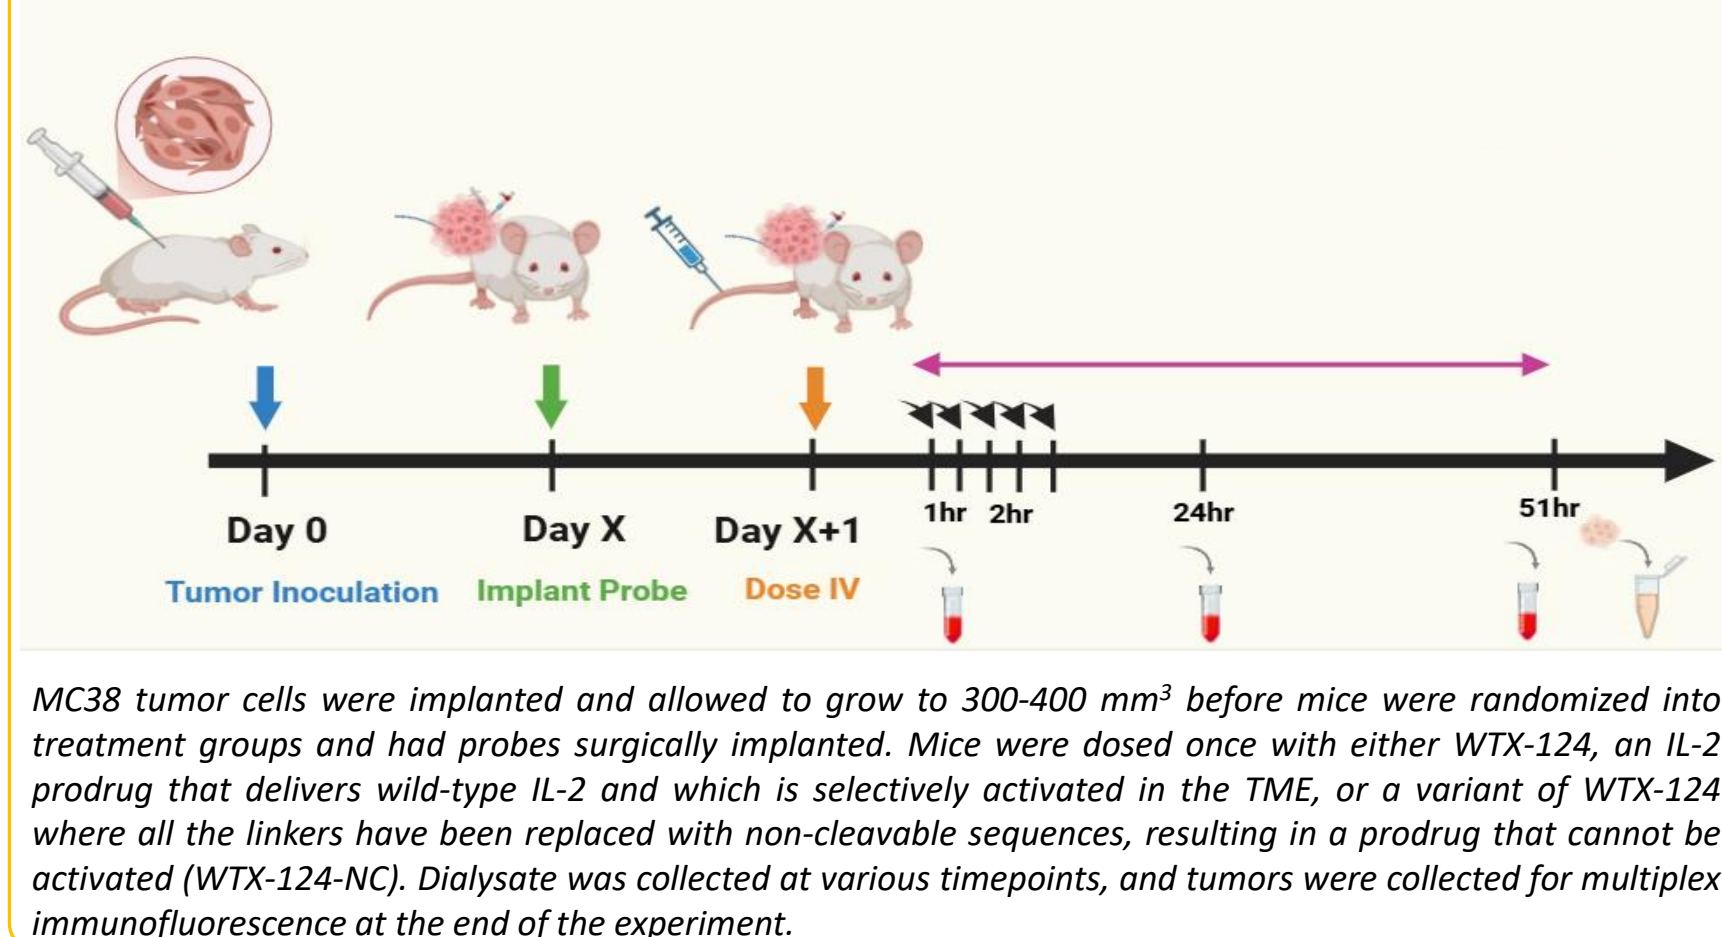 1hr 2hr 24hr 51hr
Day 0 Day X Day X+1
Tumor Inoculation Implant Probe Dose IV
MC38 tumor cells were implanted and allowed to grow to 300-400 mm³ before mice were randomized into
treatment groups and had probes surgically implanted. Mice were dosed once with either WTX-124, an IL-2
prodrug that delivers wild-type IL-2 and which is selectively activated in the TME, or a variant of WTX-124
where all the linkers have been replaced with non-cleavable sequences, resulting in a prodrug that cannot be
activated (WTX-124-NC). Dialysate was collected at various timepoints, and tumors were collected for multiplex
immunofluorescence at the end of the experiment.